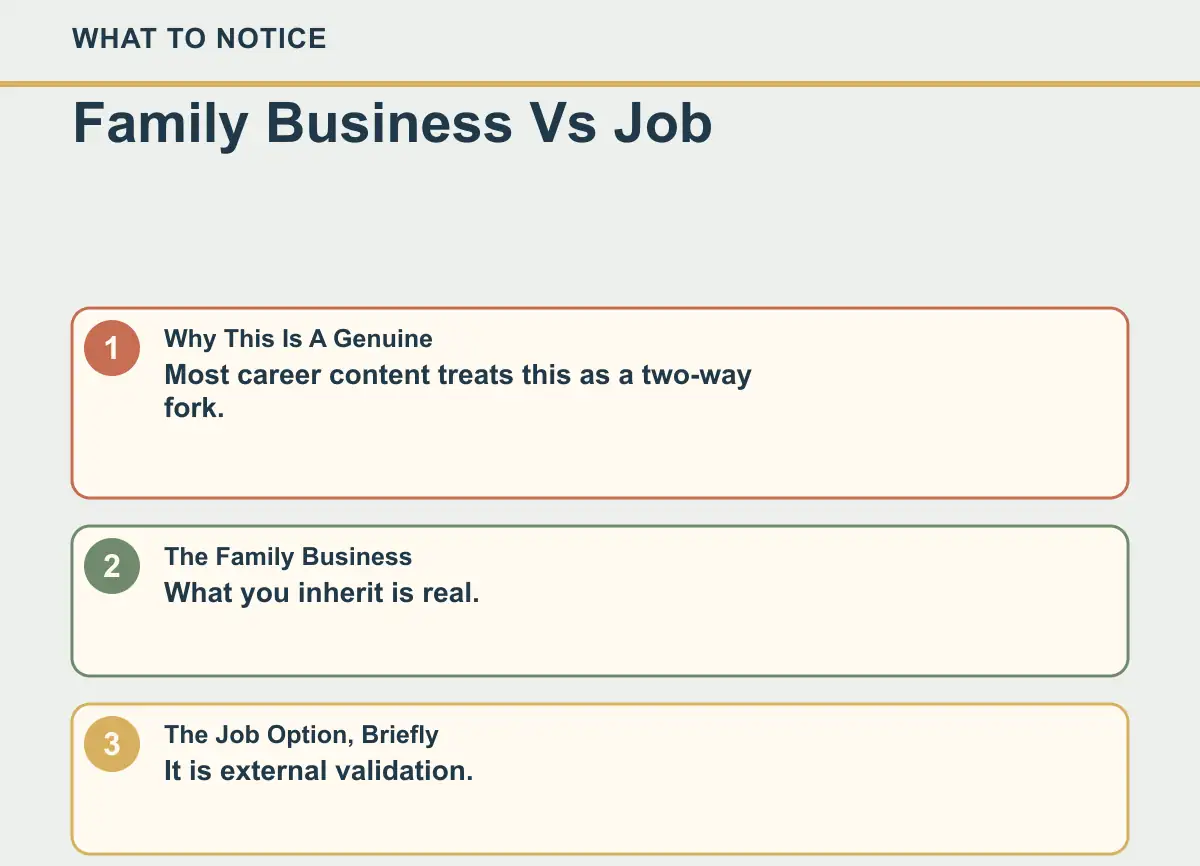 WHAT TO NOTICE
Family Business Vs Job
1
Why This Is A Genuine
Most career content treats this as a two-way
fork.
2
The Family Business
What you inherit is real.
3
The Job Option, Briefly
It is external validation.